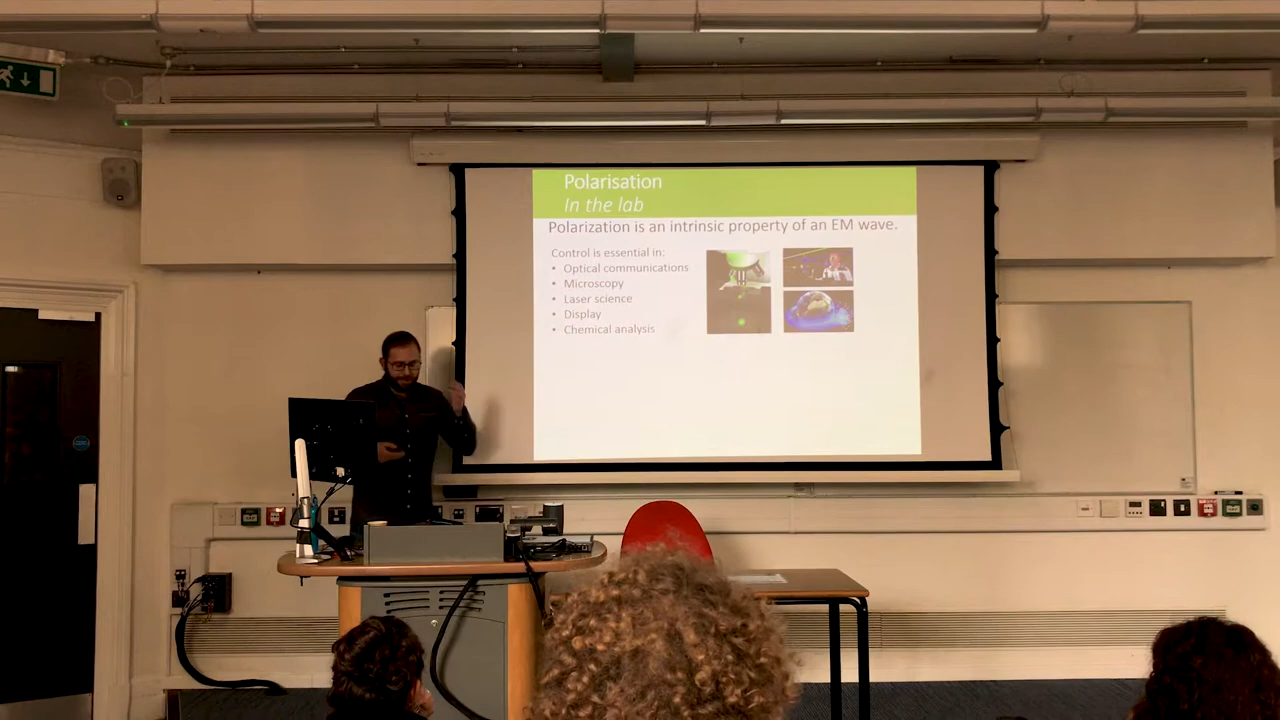 Polarisation
In the lab
Polarization is an intrinsic property of an EM wave.
Control is essential in:
• Optical communications
• Microscopy
• Laser science
• Display
• Chemical analysis